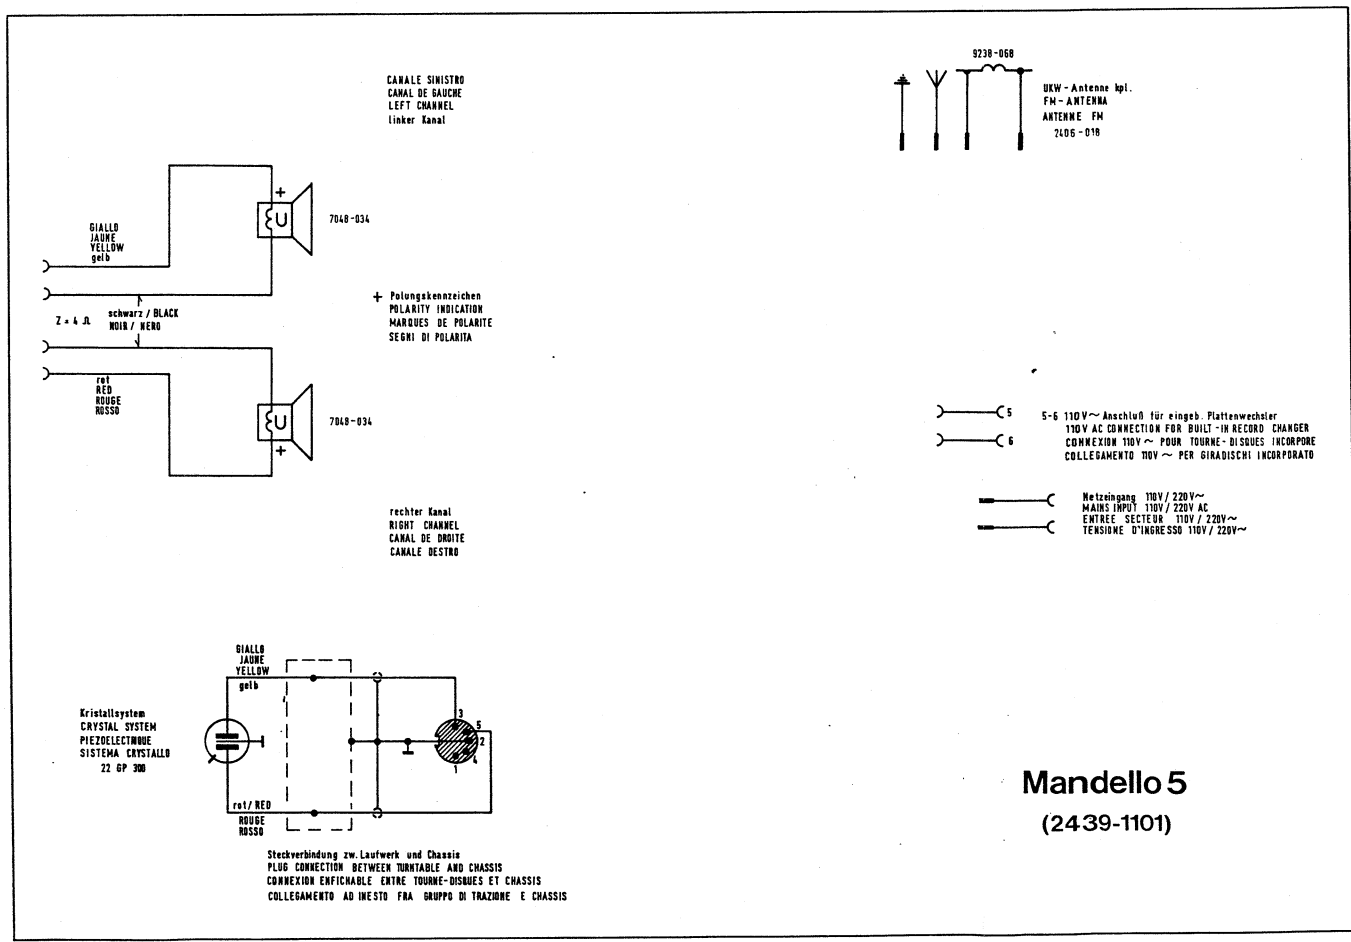 CANALE SINISTRO
CANAL DE GAUCHE
LEFT CHANNEL
linker Kanal
9238-068
UKW-Antenne kpl.
FM-ANTENNA
ANTENNE FM
2406-018
+
7048-034
GIALLO
JAUNE
YELLOW
gelb
Z = 4 Ω
schwarz/BLACK
NOIR/NERO
+ Polungskennzeichen
POLARITY INDICATION
MARQUES DE POLARITE
SEGNI DI POLARITA
rot
RED
ROUGE
ROSSO
7048-034
+
5
6
5-6 110V~ Anschluß für eingeb. Plattenwechsler
110V AC CONNECTION FOR BUILT-IN RECORD CHANGER
CONNEXION 110V~ POUR TOURNE-DISQUES INCORPORE
COLLEGAMENTO 110V~ PER GIRADISCHI INCORPORATO
Netzeingang 110V/220V~
MAINS INPUT 110V/220V AC
ENTREE SECTEUR 110V/220V~
TENSIONE D'INGRESSO 110V/220V~
rechter Kanal
RIGHT CHANNEL
CANAL DE DROITE
CANALE DESTRO
GIALLO
JAUNE
YELLOW
gelb
Kristallsystem
CRYSTAL SYSTEM
PIEZOELECTRIQUE
SISTEMA CRYSTALLO
22 GP 300
3
5
2
4
1
rot/RED
ROUGE
ROSSO
Steckverbindung zw. Laufwerk und Chassis
PLUG CONNECTION BETWEEN TURNTABLE AND CHASSIS
CONNEXION ENFICHABLE ENTRE TOURNE-DISQUES ET CHASSIS
COLLEGAMENTO AD INESTO FRA GRUPPO DI TRAZIONE E CHASSIS
Mandello 5
(2439-1101)